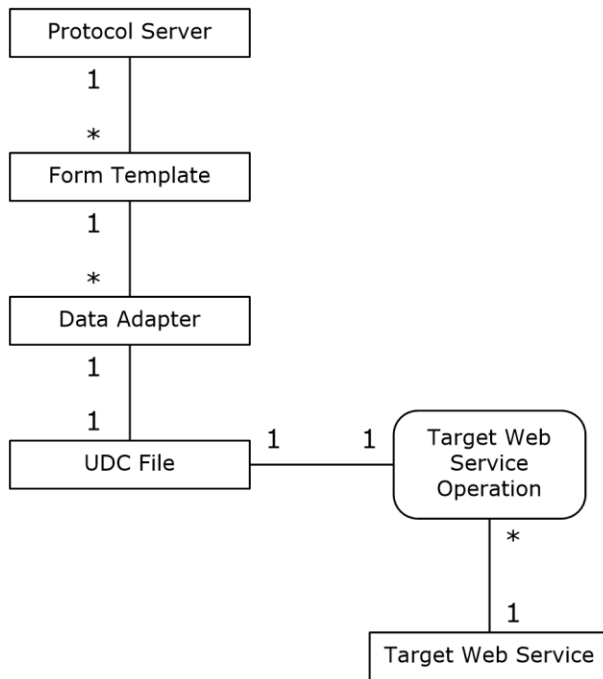 Protocol Server
1
*
Form Template
1
*
Data Adapter
1
1
UDC File
1 1
Target Web
Service
Operation
*
1
Target Web Service